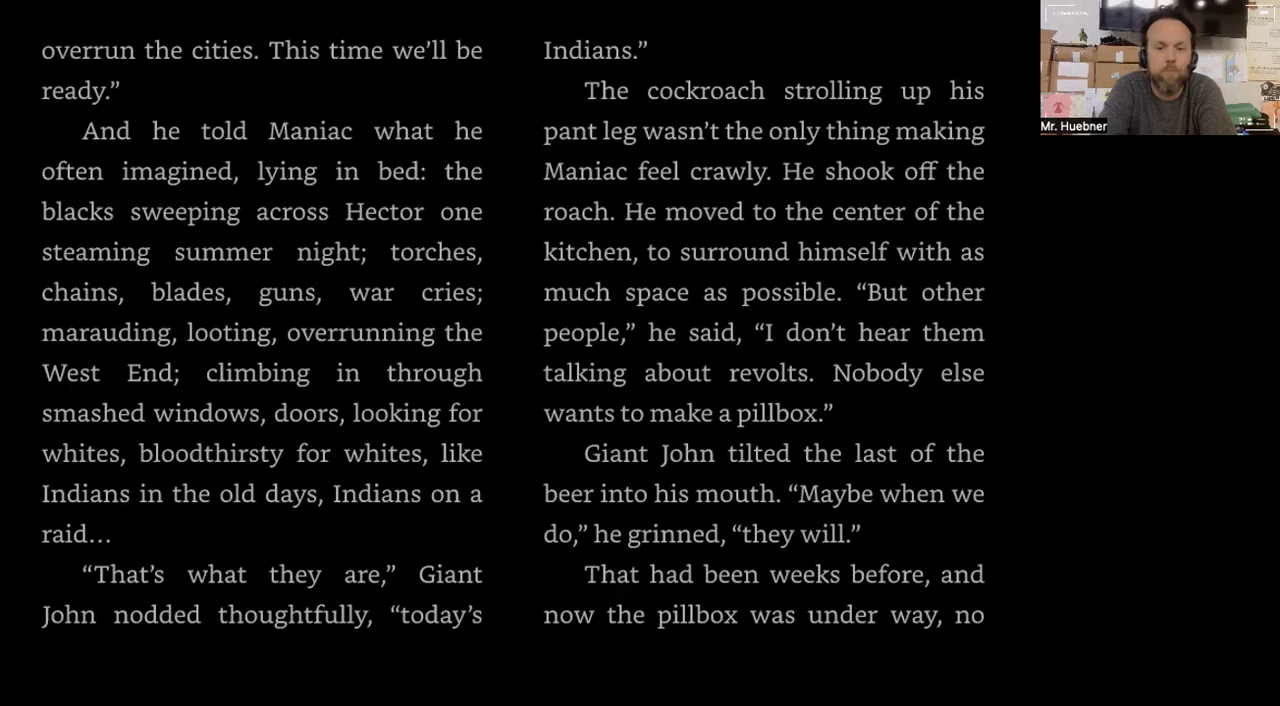 overrun the cities. This time we’ll be
ready.”
And he told Maniac what he
often imagined, lying in bed: the
blacks sweeping across Hector one
steaming summer night; torches,
chains, blades, guns, war cries;
marauding, looting, overrunning the
West End; climbing in through
smashed windows, doors, looking for
whites, bloodthirsty for whites, like
Indians in the old days, Indians on a
raid…
“That’s what they are,” Giant
John nodded thoughtfully, “today’s
Indians.”
The cockroach strolling up his
pant leg wasn’t the only thing making
Maniac feel crawly. He shook off the
roach. He moved to the center of the
kitchen, to surround himself with as
much space as possible. “But other
people,” he said, “I don’t hear them
talking about revolts. Nobody else
wants to make a pillbox.”
Giant John tilted the last of the
beer into his mouth. “Maybe when we
do,” he grinned, “they will.”
That had been weeks before, and
now the pillbox was under way, no
Mr. Huebner